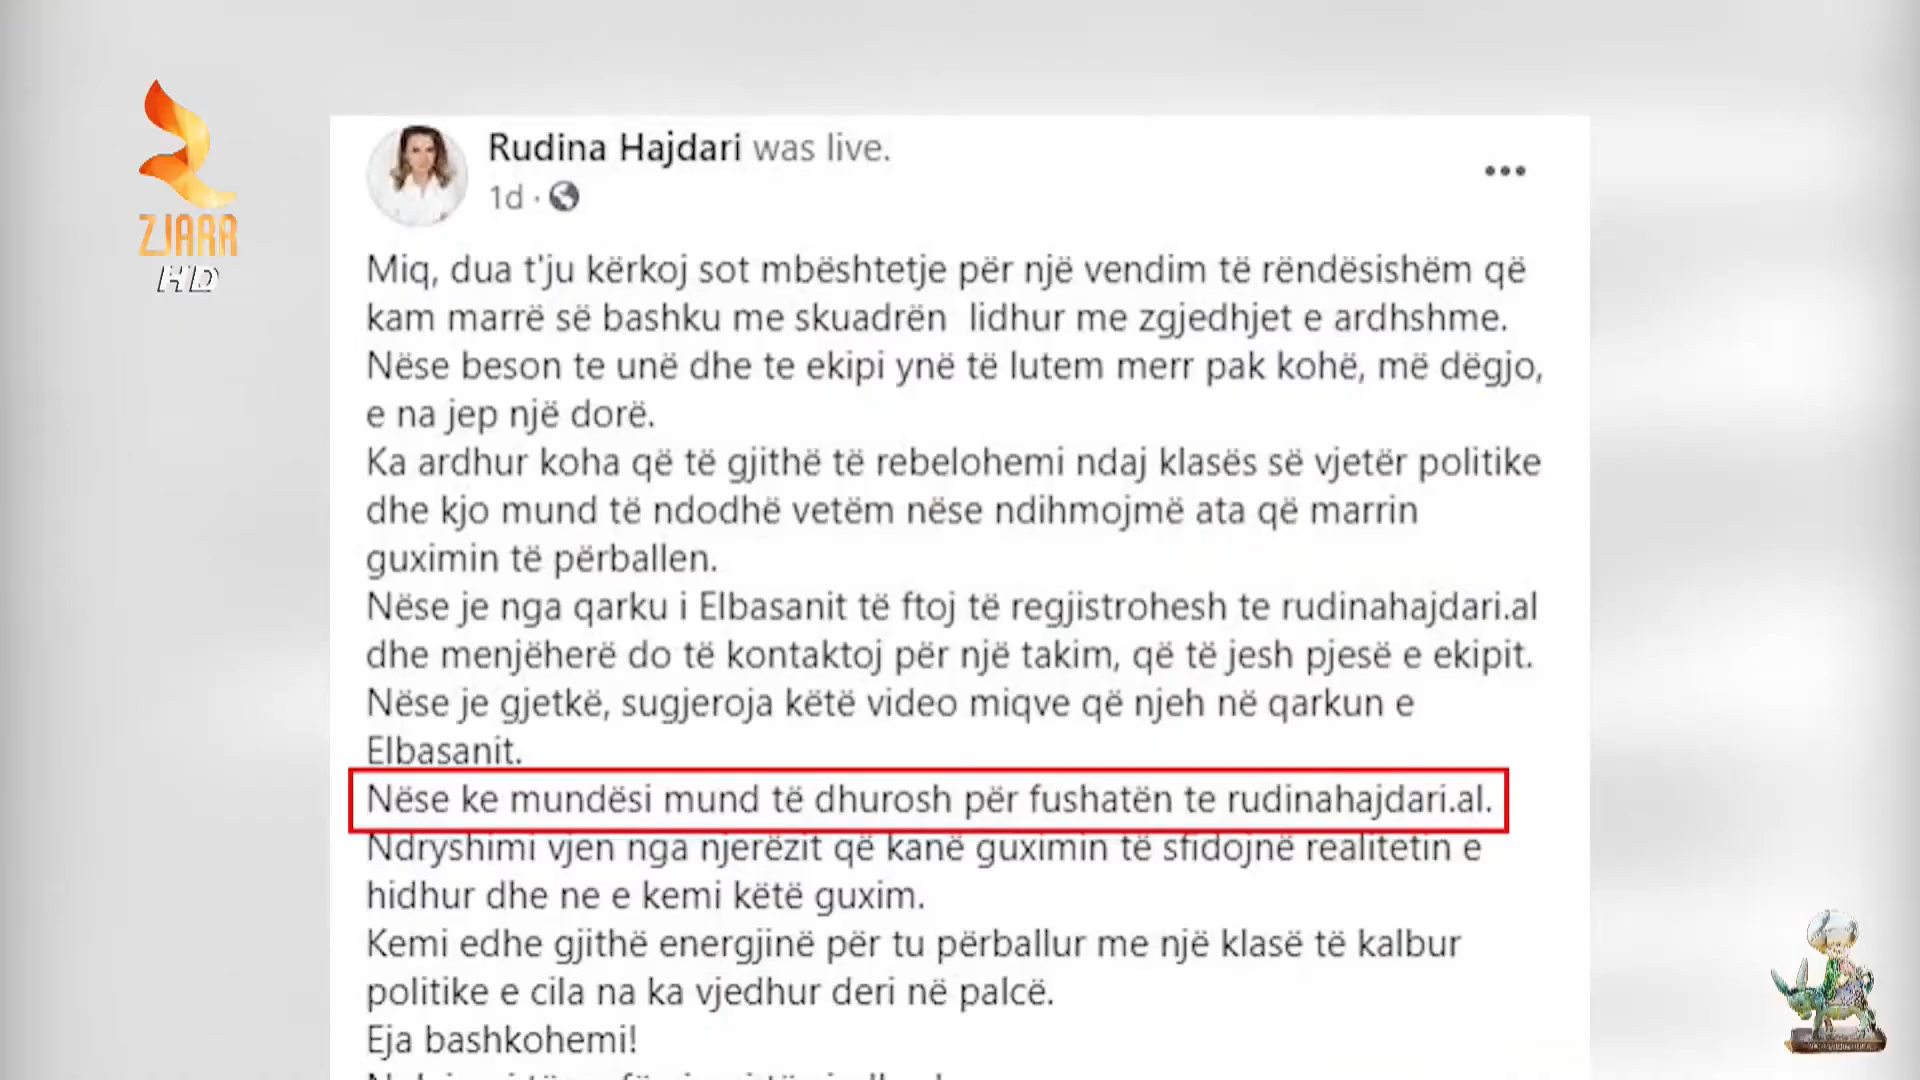 ZJARR
HD
Rudina Hajdari was live.
1d ·
Miq, dua t'ju kërkoj sot mbështetje për një vendim të rëndësishëm që
kam marrë së bashku me skuadrën lidhur me zgjedhjet e ardhshme.
Nëse beson te unë dhe te ekipi ynë të lutem merr pak kohë, më dëgjo,
e na jep një dorë.
Ka ardhur koha që të gjithë të rebelohemi ndaj klasës së vjetër politike
dhe kjo mund të ndodhë vetëm nëse ndihmojmë ata që marrin
guximin të përballen.
Nëse je nga qarku i Elbasanit të ftoj të regjistrohesh te rudinahajdari.al
dhe menjëherë do të kontaktoj për një takim, që të jesh pjesë e ekipit.
Nëse je gjetkë, sugjeroja këtë video miqve që njeh në qarkun e
Elbasanit.
Nëse ke mundësi mund të dhurosh për fushatën te rudinahajdari.al.
Ndryshimi vjen nga njerëzit që kanë guximin të sfidojnë realitetin e
hidhur dhe ne e kemi këtë guxim.
Kemi edhe gjithë energjinë për tu përballur me një klasë të kalbur
politike e cila na ka vjedhur deri në palcë.
Eja bashkohemi!